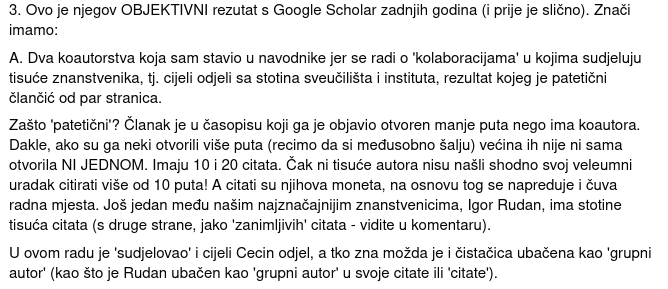 3. Ovo je njegov OBJEKTIVNI rezutat s Google Scholar zadnjih godina (i prije je slično). Znači
imamo:
A. Dva koautorstva koja sam stavio u navodnike jer se radi o 'kolaboracijama' u kojima sudjeluju
tisuće znanstvenika, tj. cijeli odjeli sa stotina sveučilišta i instituta, rezultat kojeg je patetični
člančić od par stranica.
Zašto 'patetični'? Članak je u časopisu koji ga je objavio otvoren manje puta nego ima koautora.
Dakle, ako su ga neki otvorili više puta (recimo da si međusobno šalju) većina ih nije ni sama
otvorila NI JEDNOM. Imaju 10 i 20 citata. Čak ni tisuće autora nisu našli shodno svoj veleumni
uradak citirati više od 10 puta! A citati su njihova moneta, na osnovu tog se napreduje i čuva
radna mjesta. Još jedan među našim najznačajnijim znanstvenicima, Igor Rudan, ima stotine
tisuća citata (s druge strane, jako 'zanimljivih' citata - vidite u komentaru).
U ovom radu je 'sudjelovao' i cijeli Cecin odjel, a tko zna možda je i čistačica ubačena kao 'grupni
autor' (kao što je Rudan ubačen kao 'grupni autor' u svoje citate ili 'citate').